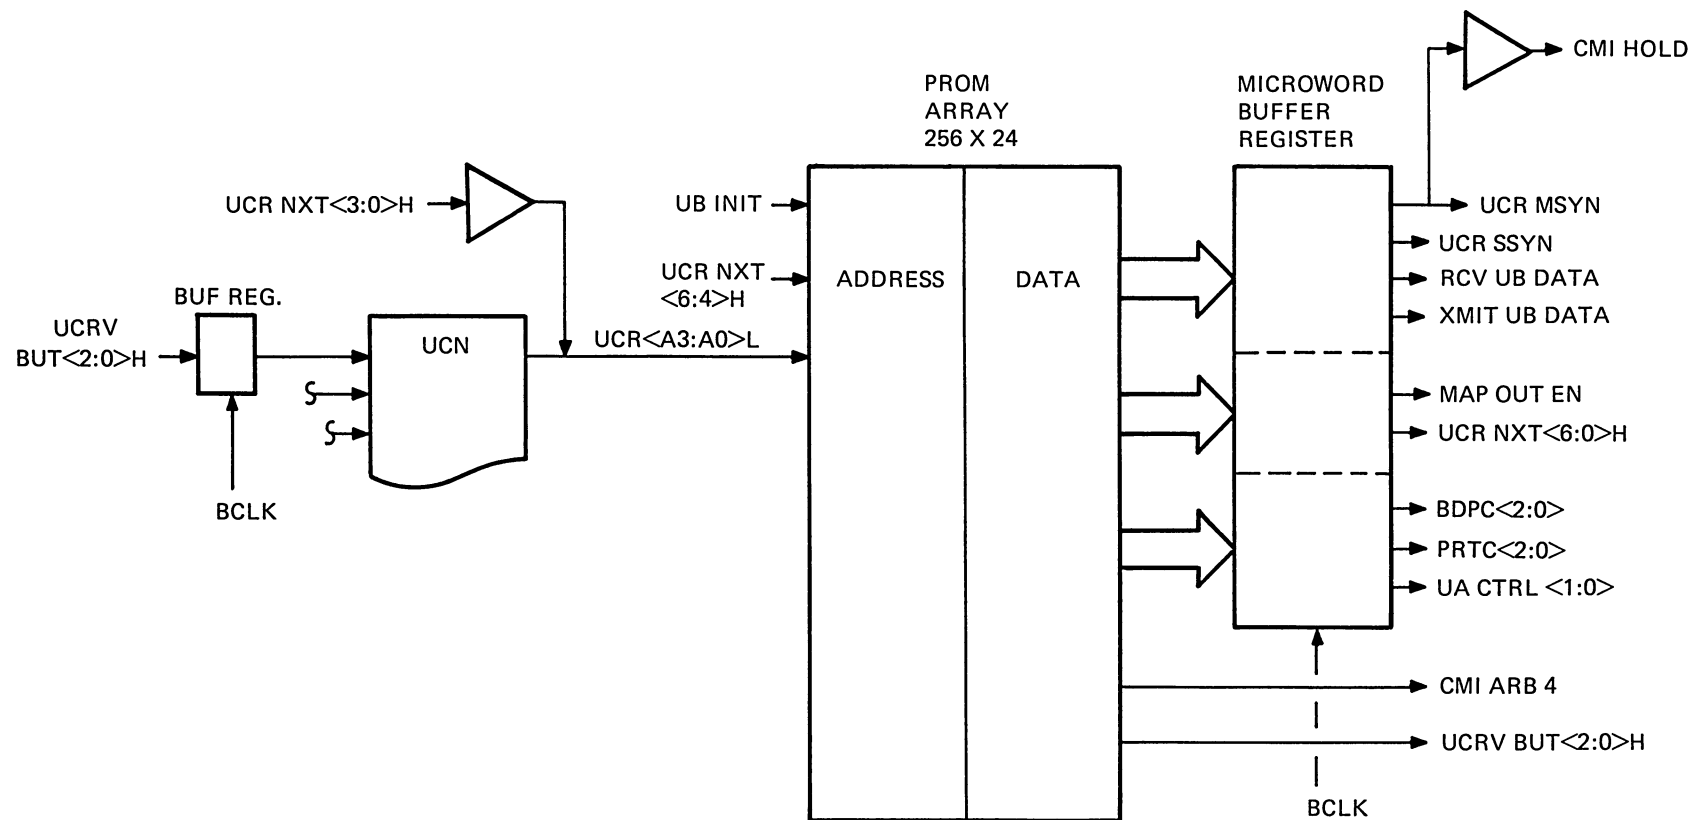 CMI HOLD
PROM
ARRAY
256 X 24
MICROWORD
BUFFER
REGISTER
UCR NXT<3:0>H
UB INIT
UCR MSYN
UCR SSYN
UCR NXT
<6:4>H
ADDRESS
DATA
RCV UB DATA
BUF REG.
XMIT UB DATA
UCRV
BUT<2:0>H
UCN
UCR<A3:A0>L
MAP OUT EN
UCR NXT<6:0>H
BCLK
BDPC<2:0>
PRTC<2:0>
UA CTRL <1:0>
CMI ARB 4
UCRV BUT<2:0>H
BCLK